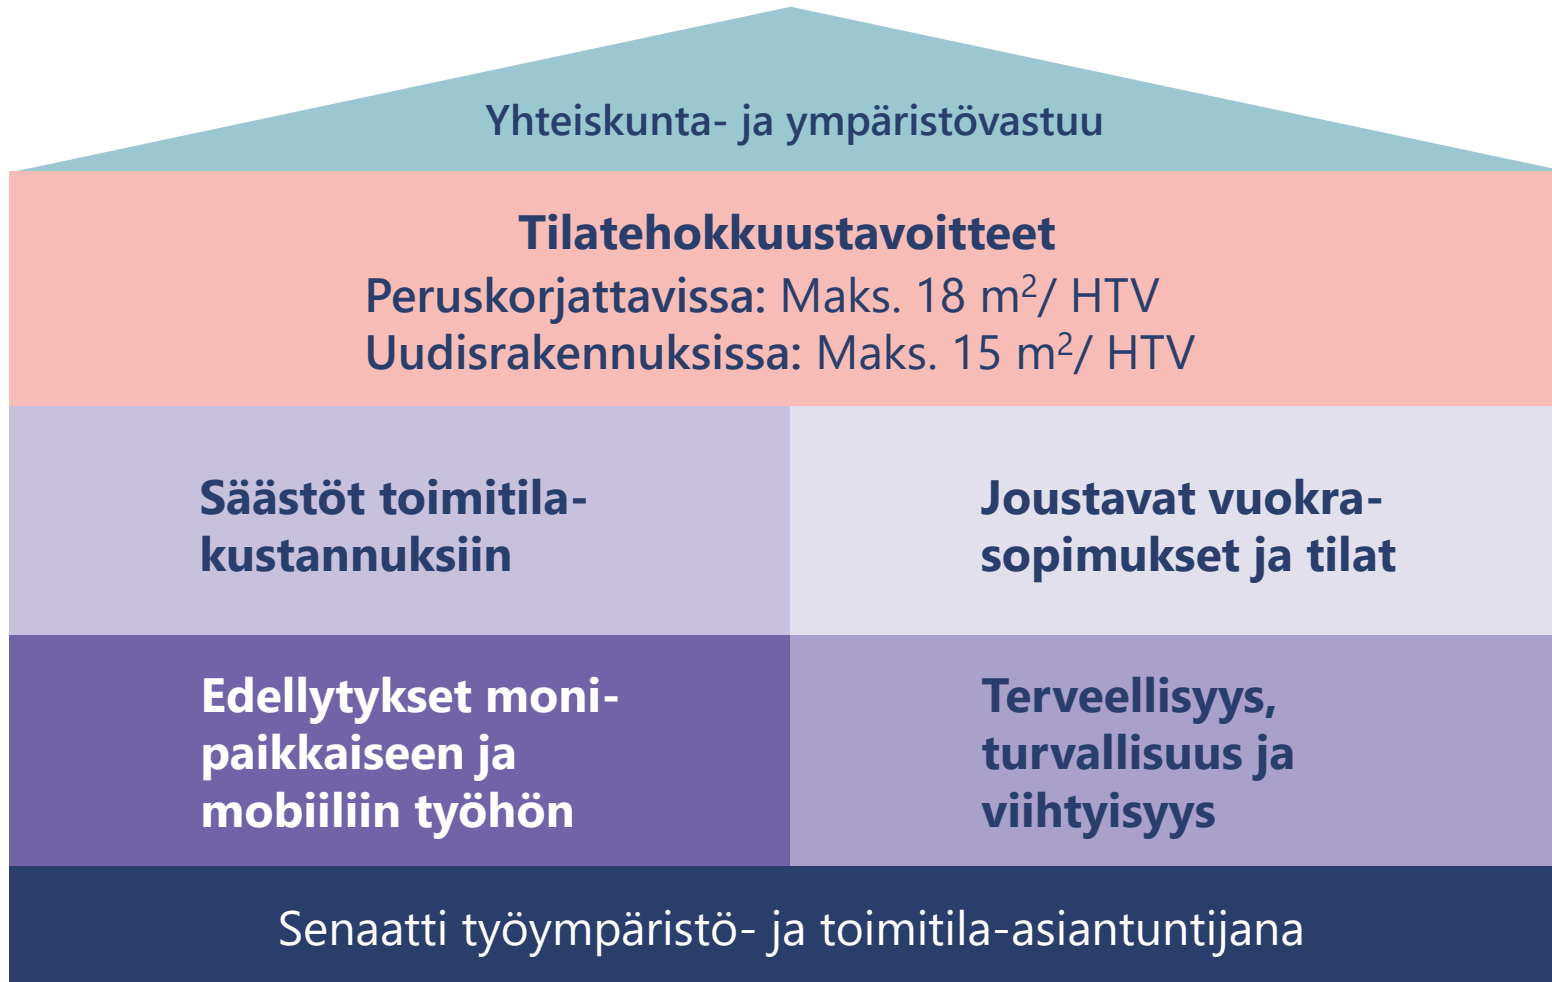 Yhteiskunta- ja ympäristövastuu
Tilatehokkuustavoitteet
Peruskorjattavissa: Maks. 18 m²/ HTV
Uudisrakennuksissa: Maks. 15 m²/ HTV
Säästöt toimitila-
kustannuksiin
Joustavat vuokra-
sopimukset ja tilat
Edellytykset moni-
paikkaiseen ja
mobiiliin työhön
Terveellisyys,
turvallisuus ja
viihtyisyys
Senaatti työympäristö- ja toimitila-asiantuntijana